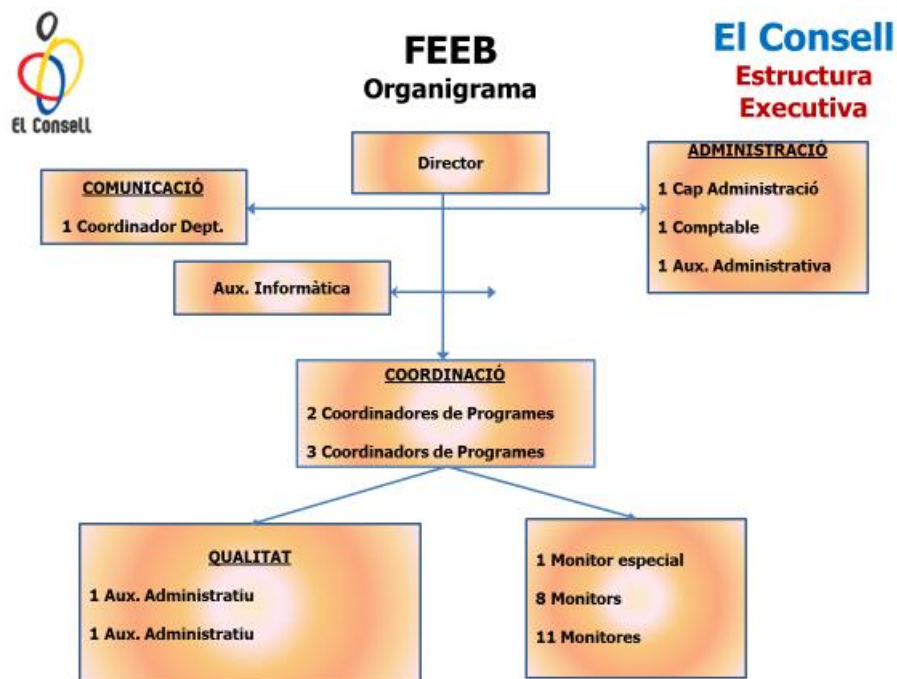 El Consell
FEEB
Organigrama
El Consell
Estructura
Executiva
Director
COMUNICACIÓ
1 Coordinador Dept.
ADMINISTRACIÓ
1 Cap Administració
1 Comptable
1 Aux. Administrativa
Aux. Informàtica
COORDINACIÓ
2 Coordinadores de Programes
3 Coordinadors de Programes
QUALITAT
1 Aux. Administratiu
1 Aux. Administratiu
1 Monitor especial
8 Monitors
11 Monitores